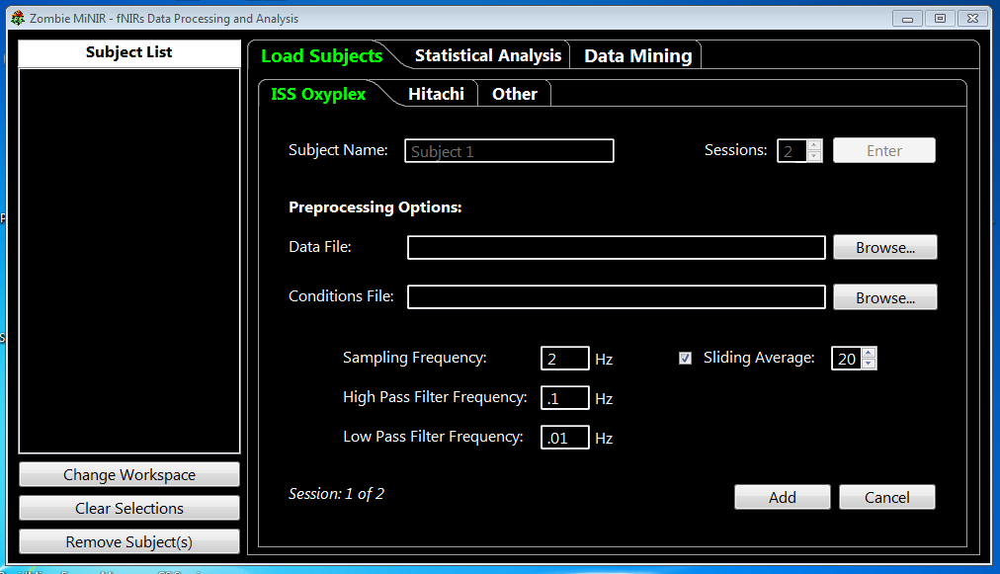 Zombie MiNIR - fNIRs Data Processing and Analysis
Subject List
Load Subjects Statistical Analysis Data Mining
ISS Oxyplex Hitachi Other
Subject Name: Subject 1 Sessions: 2 Enter
Preprocessing Options:
Data File: Browse...
Conditions File: Browse...
Sampling Frequency: 2 Hz Sliding Average: 20
High Pass Filter Frequency: .1 Hz
Low Pass Filter Frequency: .01 Hz
Change Workspace
Session: 1 of 2 Add Cancel
Clear Selections
Remove Subject(s)